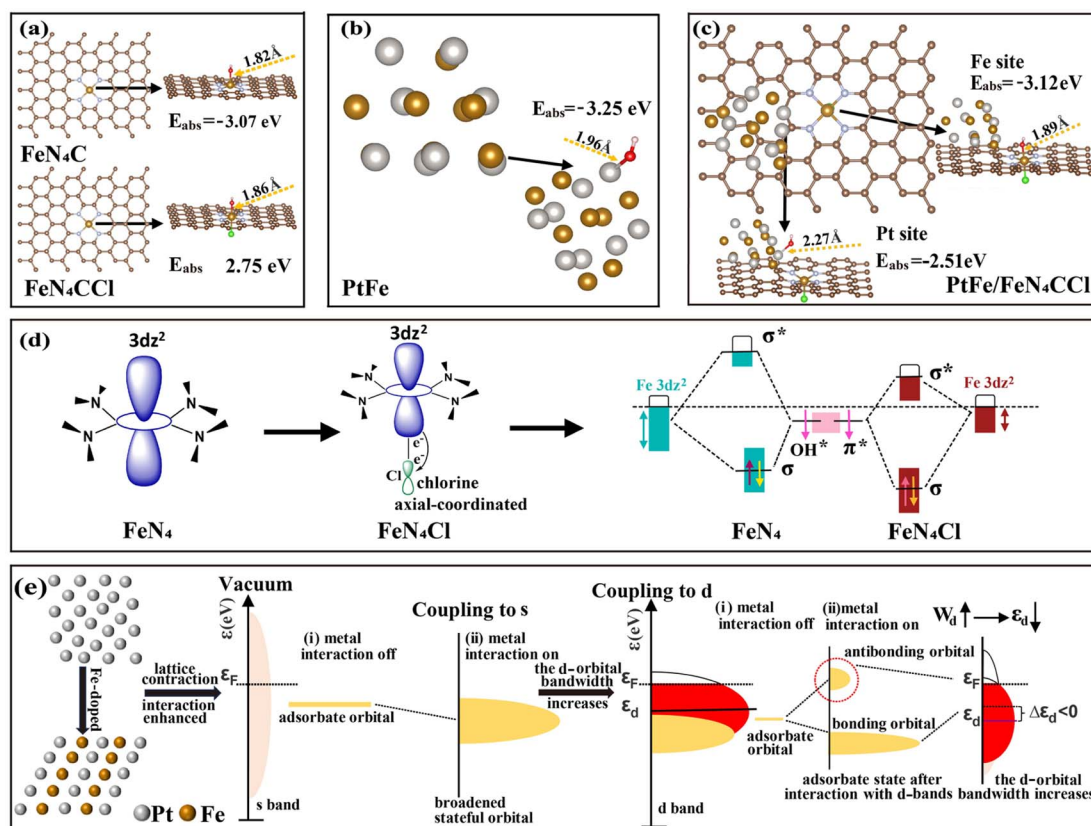 (a)
1.82Å
Eabs=-3.07 eV
FeN₄C
1.86Å
Eabs 2.75 eV
FeN₄CCl
(b)
Eabs=-3.25 eV
1.96Å
PtFe
(c)
Fe site
Eabs=-3.12eV
1.89Å
2.27Å
Pt site
Eabs=-2.51eV
PtFe/FeN₄CCl
(d)
3dz²
N
N
N
N
FeN₄
3dz²
N
N
N
N
e⁻
e⁻
Cl
chlorine
axial-coordinated
FeN₄Cl
σ*
Fe 3dz²
σ
FeN₄
OH*
π*
σ*
Fe 3dz²
σ
FeN₄Cl
(e)
Fe-doped
Pt
Fe
lattice
contraction
interaction
enhanced
Vacuum
ε(eV)
εF
s band
(i) metal
interaction off
adsorbate orbital
Coupling to s
(ii) metal
interaction on
broadened
stateful orbital
the d-orbital
bandwidth
increases
Coupling to d
ε(eV)
εF
εd
d band
(i) metal
interaction off
adsorbate
orbital
(ii)metal
interaction on
antibonding orbital
bonding orbital
adsorbate state after
interaction with d-bands
Wd ↑ → εd ↓
εF
εd
Δεd<0
the d-orbital
bandwidth increases